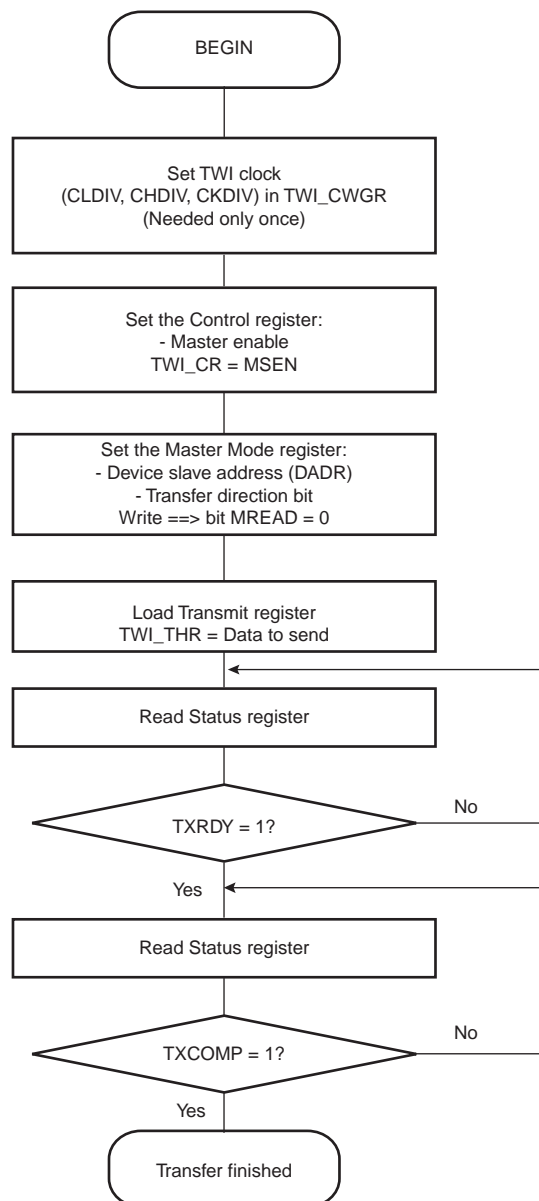 BEGIN
Set TWI clock
(CLDIV, CHDIV, CKDIV) in TWI_CWGR
(Needed only once)
Set the Control register:
- Master enable
TWI_CR = MSEN
Set the Master Mode register:
- Device slave address (DADR)
- Transfer direction bit
Write ==> bit MREAD = 0
Load Transmit register
TWI_THR = Data to send
Read Status register
TXRDY = 1?
No
Yes
Read Status register
TXCOMP = 1?
No
Yes
Transfer finished